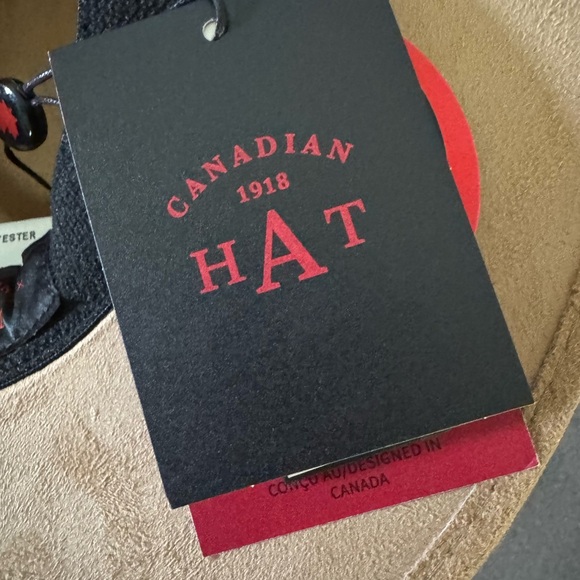 CANADIAN
1918
HAT
CONÇU AU/DESIGNED IN
CANADA